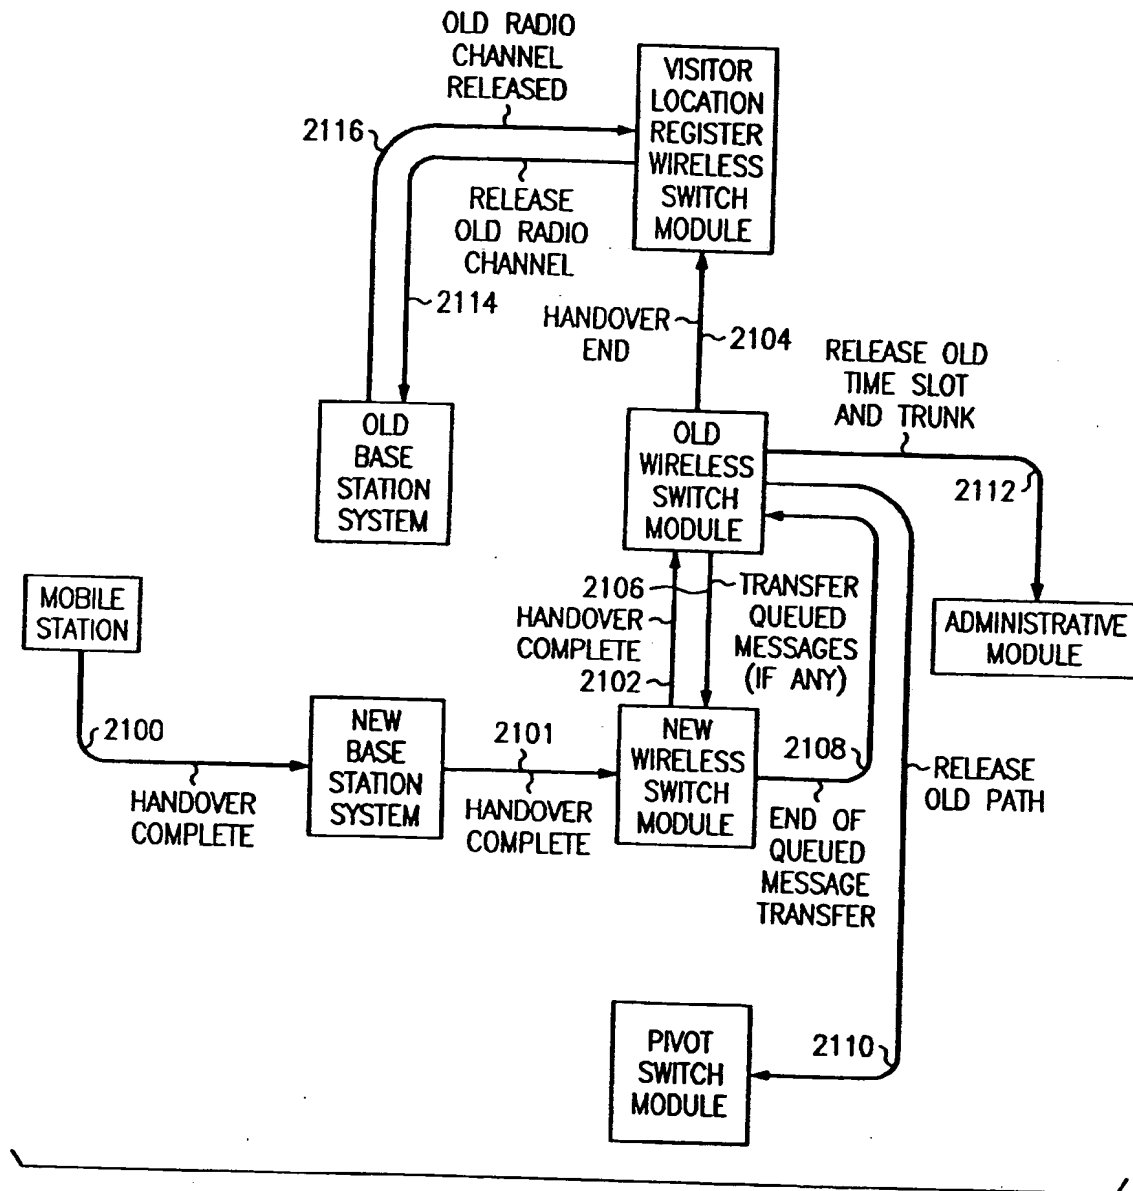 OLD RADIO
CHANNEL
RELEASED
2116
VISITOR
LOCATION
REGISTER
WIRELESS
SWITCH
MODULE
RELEASE
OLD RADIO
CHANNEL
2114
HANDOVER
END
2104
RELEASE OLD
TIME SLOT
AND TRUNK
2112
OLD
BASE
STATION
SYSTEM
OLD
WIRELESS
SWITCH
MODULE
MOBILE
STATION
2106
HANDOVER
COMPLETE
2102
TRANSFER
QUEUED
MESSAGES
(IF ANY)
ADMINISTRATIVE
MODULE
2100
HANDOVER
COMPLETE
NEW
BASE
STATION
SYSTEM
2101
HANDOVER
COMPLETE
NEW
WIRELESS
SWITCH
MODULE
2108
END OF
QUEUED
MESSAGE
TRANSFER
RELEASE
OLD PATH
PIVOT
SWITCH
MODULE
2110